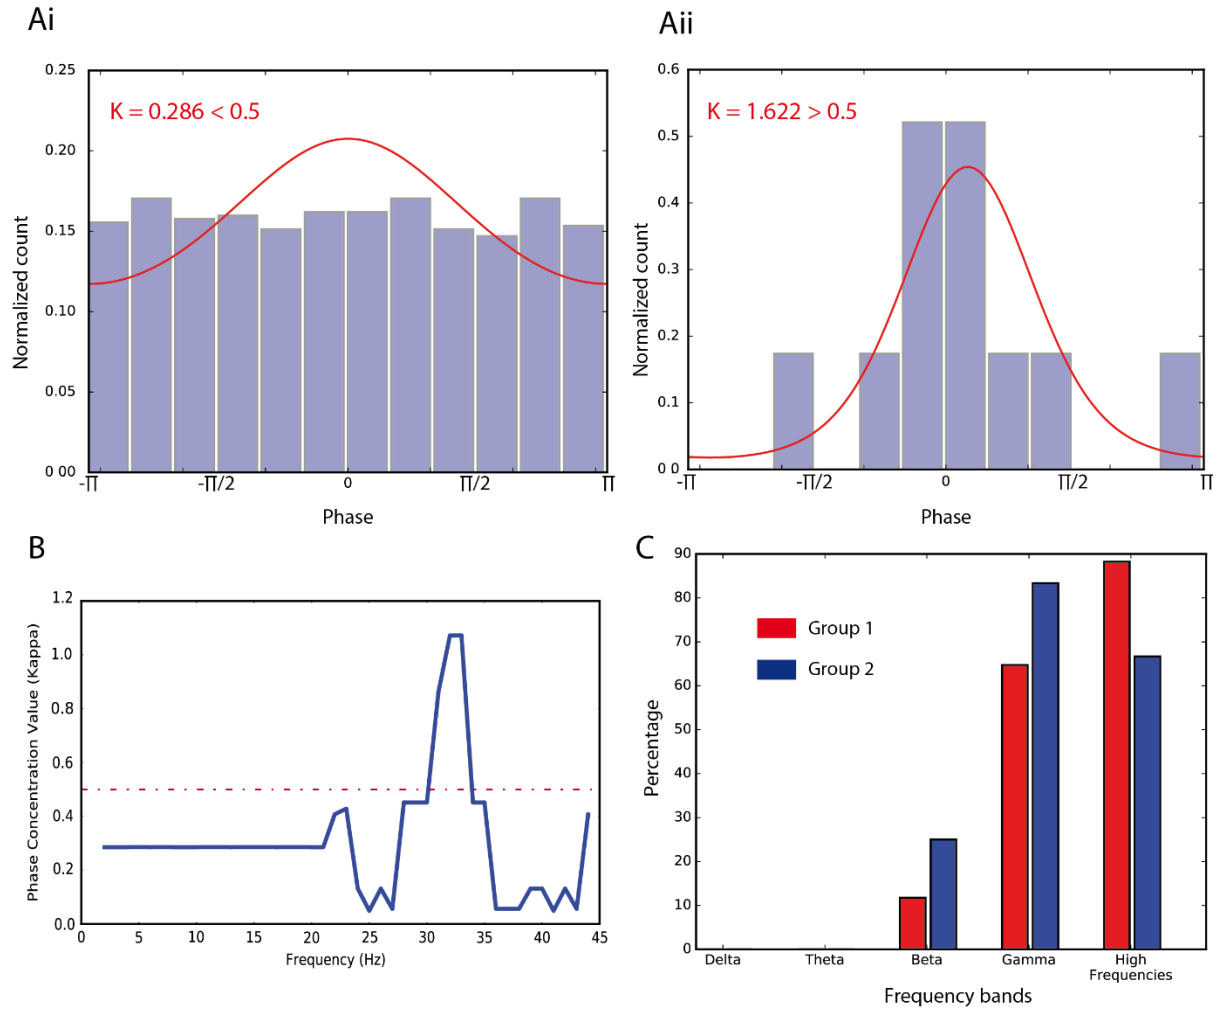 Ai
K = 0.286 < 0.5
0.25
0.20
0.15
0.10
0.05
0 00
Normalized count
-Π
-Π/2
0
Π/2
Π
Phase
Aii
K = 1.622 > 0.5
0.6
0.5
0.4
0.3
0.2
0.1
0 0
Normalized count
-Π
-Π/2
0
Π/2
Π
Phase
B
1.2
1.0
0.8
0.6
0.4
0.2
0.0
Phase Concentration Value (Kappa)
0
5
10
15
20
25
30
35
40
45
Frequency (Hz)
C
90
80
70
60
50
40
30
20
10
0
Percentage
Group 1
Group 2
Delta
Theta
Beta
Gamma
High
Frequencies
Frequency bands